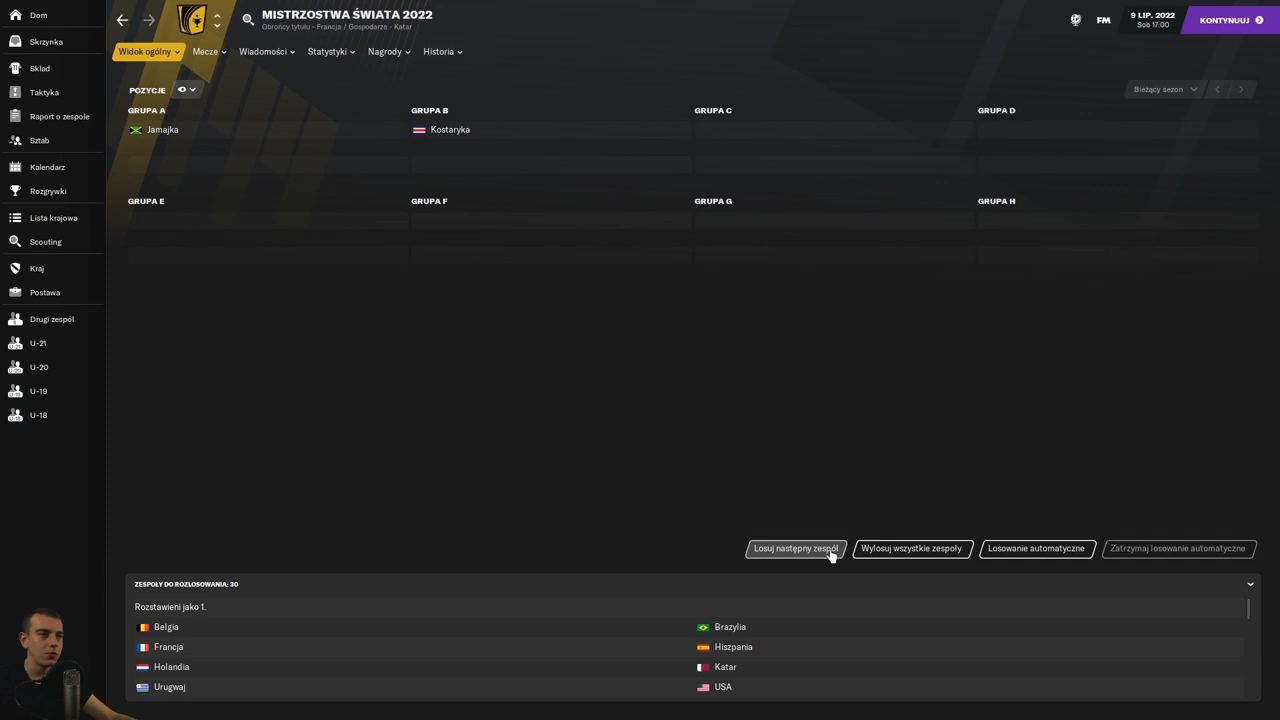 Dom
Skrzynka
Skład
Taktyka
Raport o zespole
Sztab
Kalendarz
Rozgrywki
Lista krajowa
Scouting
Kraj
Postawa
Drugi zespół
U-21
U-20
U-19
U-18
MISTRZOSTWA ŚWIATA 2022
Obrońcy tytułu - Francja / Gospodarze - Katar
FM
9 LIP. 2022
Sob 17:00
KONTYNUUJ
Widok ogólny
Mecze
Wiadomości
Statystyki
Nagrody
Historia
POZYCJE
Bieżący sezon
GRUPA A
GRUPA B
GRUPA C
GRUPA D
Jamajka
Kostaryka
GRUPA E
GRUPA F
GRUPA G
GRUPA H
Losuj następny zespół
Wylosuj wszystkie zespoły
Losowanie automatyczne
Zatrzymaj losowanie automatyczne
ZESPOŁY DO ROZLOSOWANIA: 30
Rozstawieni jako 1.
Belgia
Brazylia
Francja
Hiszpania
Holandia
Katar
Urugwaj
USA